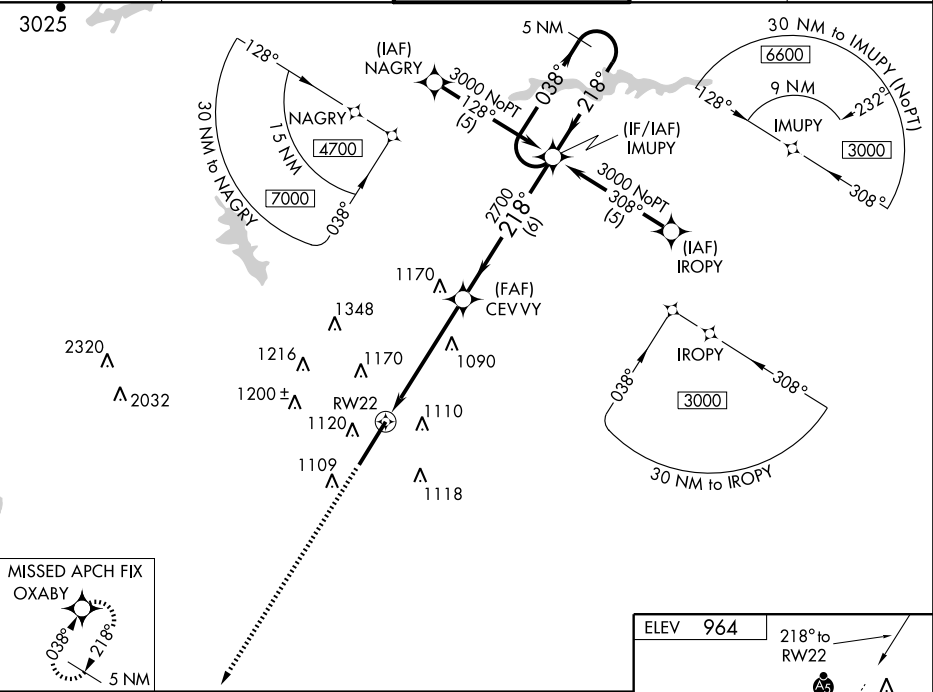 3025
128°
NAGRY
4700
15 NM
7000
30 NM to NAGRY
038°
(IAF)
NAGRY
3000 NoPT
128°
(5)
5 NM
038°
218°
(IF/IAF)
IMUPY
30 NM to IMUPY (NoPT)
6600
9 NM
128°
232°
IMUPY
3000
308°
3000 NoPT
308°
(5)
(IAF)
IROPY
2700
218°
(6)
(FAF)
CEVVY
1170
1348
1216
1170
1090
2320
2032
1200 ±
RW22
1120
1110
1109
1118
IROPY
038°
308°
3000
30 NM to IROPY
MISSED APCH FIX
OXABY
038°
218°
5 NM
ELEV 964
218° to
RW22
A5